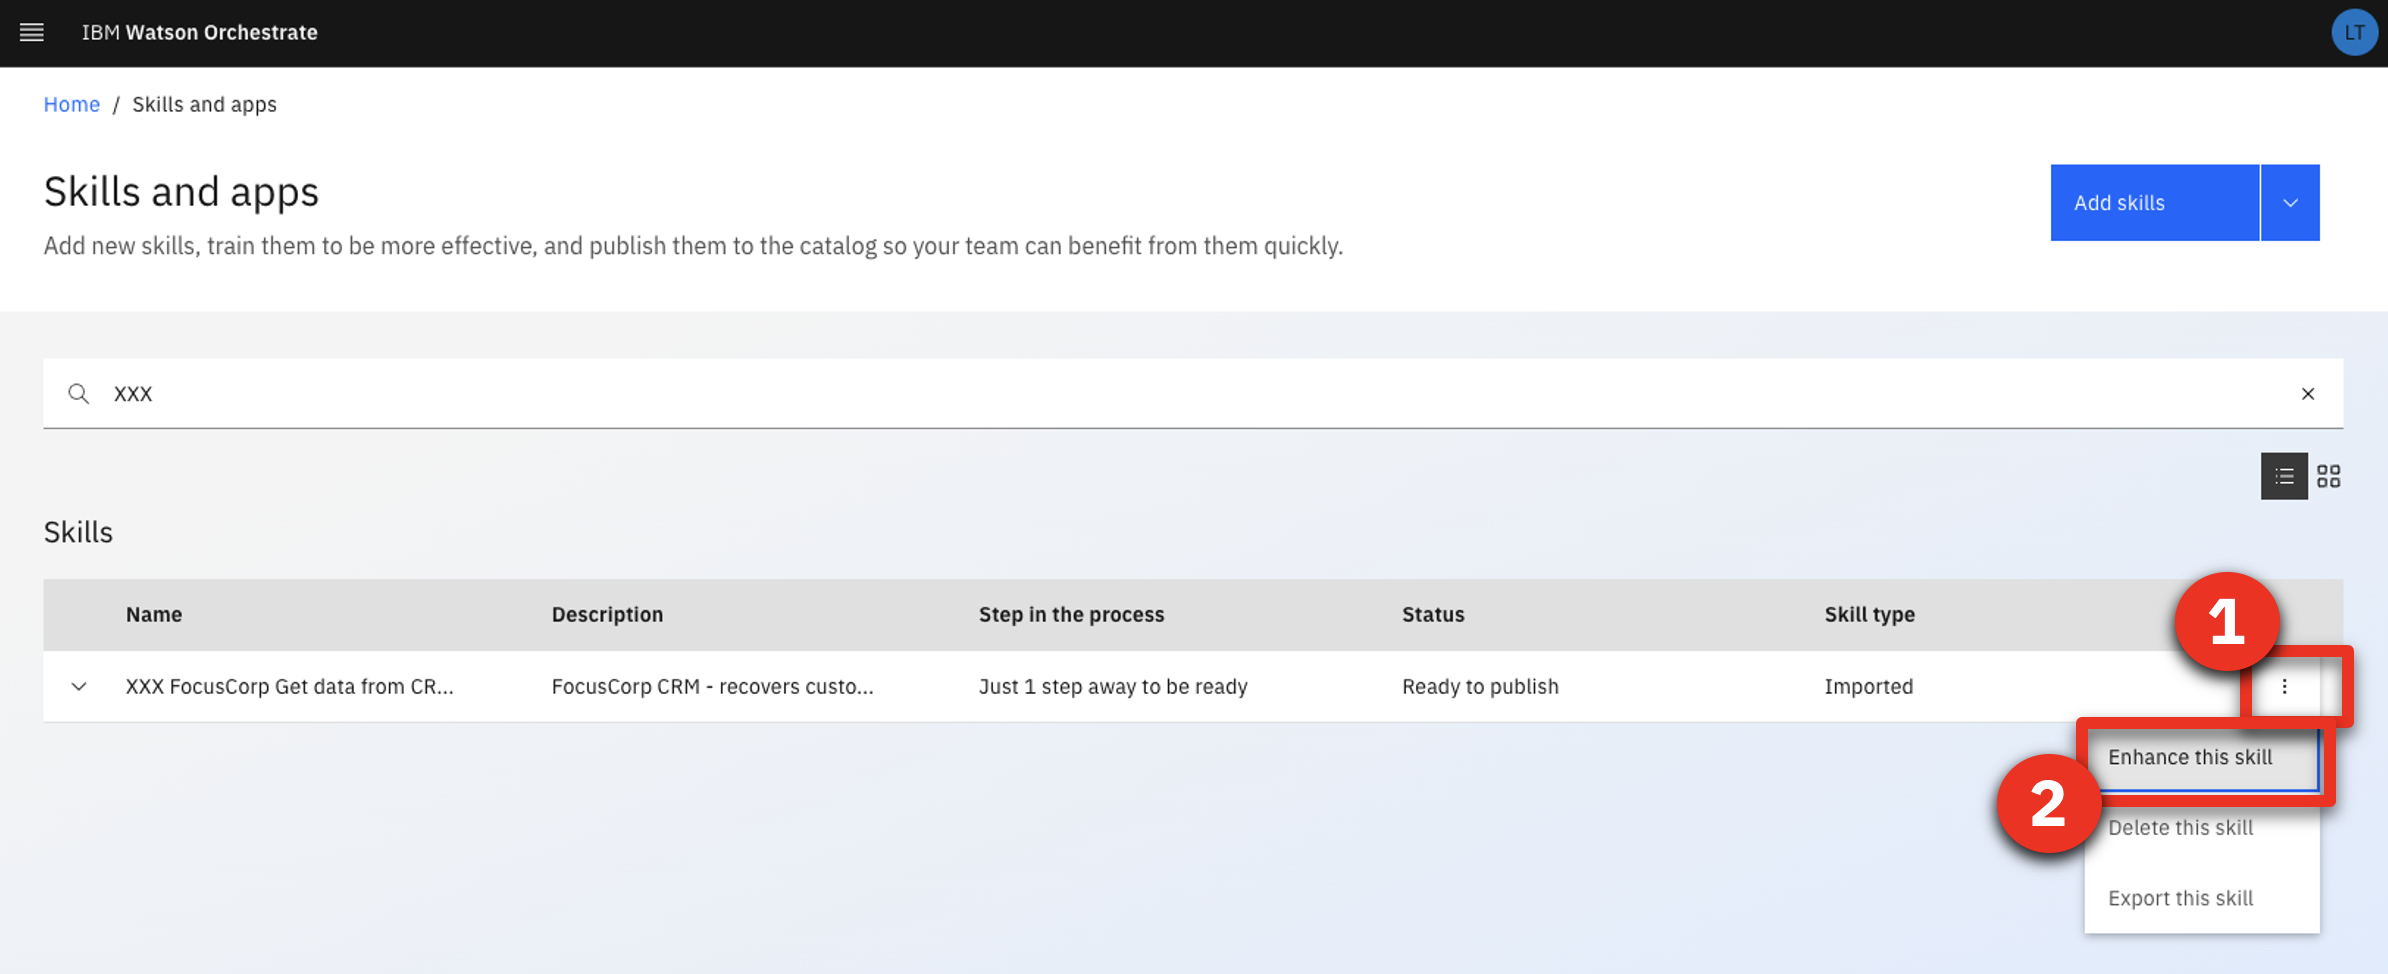 IBM Watson Orchestrate
LT
Home / Skills and apps
Skills and apps
Add new skills, train them to be more effective, and publish them to the catalog so your team can benefit from them quickly.
Add skills
XXX
Skills
Name Description Step in the process Status Skill type
1
XXX FocusCorp Get data from CR... FocusCorp CRM - recovers custo... Just 1 step away to be ready Ready to publish Imported
Enhance this skill
2
Delete this skill
Export this skill